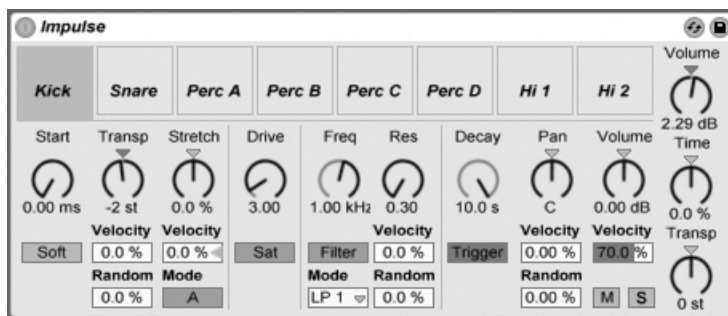 Impulse
Kick Snare Perc A Perc B Perc C Perc D Hi 1 Hi 2
Volume
2.29 dB
Start Transp Stretch Drive Freq Res Decay Pan Volume
0.00 ms -2 st 0.0 % 3.00 1.00 kHz 0.30 10.0 s C 0.00 dB
Time
0.0 %
Velocity Velocity Velocity Velocity Velocity
Soft 0.0 % 0.0 % Sat Filter 0.0 % Trigger 0.00 % 70.0 %
Random Mode Mode Random Random
0.0 % A LP 1 0.0 % 0.00 % M S
Transp
0 st